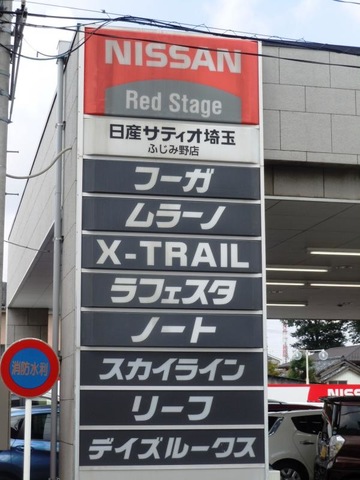 NISSAN
Red Stage
日産サティオ埼玉
ふじみ野店
フーガ
ムラーノ
X-TRAIL
ラフェスタ
ノート
スカイライン
リーフ
デイズルークス
消防水利
NISS